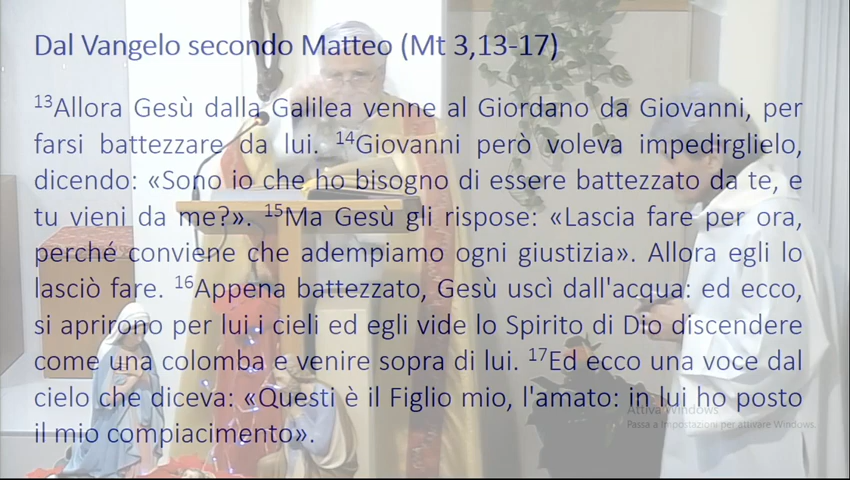 Dal Vangelo secondo Matteo (Mt 3,13-17)
¹³Allora Gesù dalla Galilea venne al Giordano da Giovanni, per
farsi battezzare da lui. ¹⁴Giovanni però voleva impedirglielo,
dicendo: «Sono io che ho bisogno di essere battezzato da te, e
tu vieni da me?». ¹⁵Ma Gesù gli rispose: «Lascia fare per ora,
perché conviene che adempiamo ogni giustizia». Allora egli lo
lasciò fare. ¹⁶Appena battezzato, Gesù uscì dall'acqua: ed ecco,
si aprirono per lui i cieli ed egli vide lo Spirito di Dio discendere
come una colomba e venire sopra di lui. ¹⁷Ed ecco una voce dal
cielo che diceva: «Questi è il Figlio mio, l'amato: in lui ho posto
il mio compiacimento».
Attiva Windows
Passa a Impostazioni per attivare Windows.